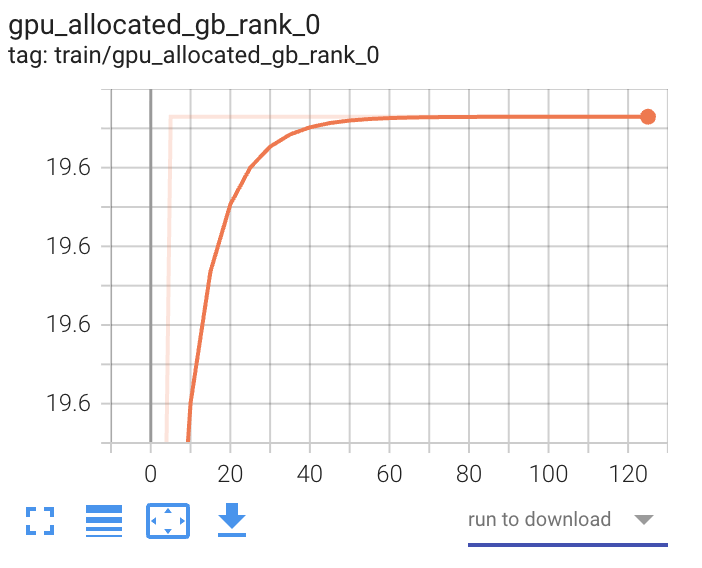 gpu_allocated_gb_rank_0
tag: train/gpu_allocated_gb_rank_0
19.6
19.6
19.6
19.6
0 20 40 60 80 100 120
run to download